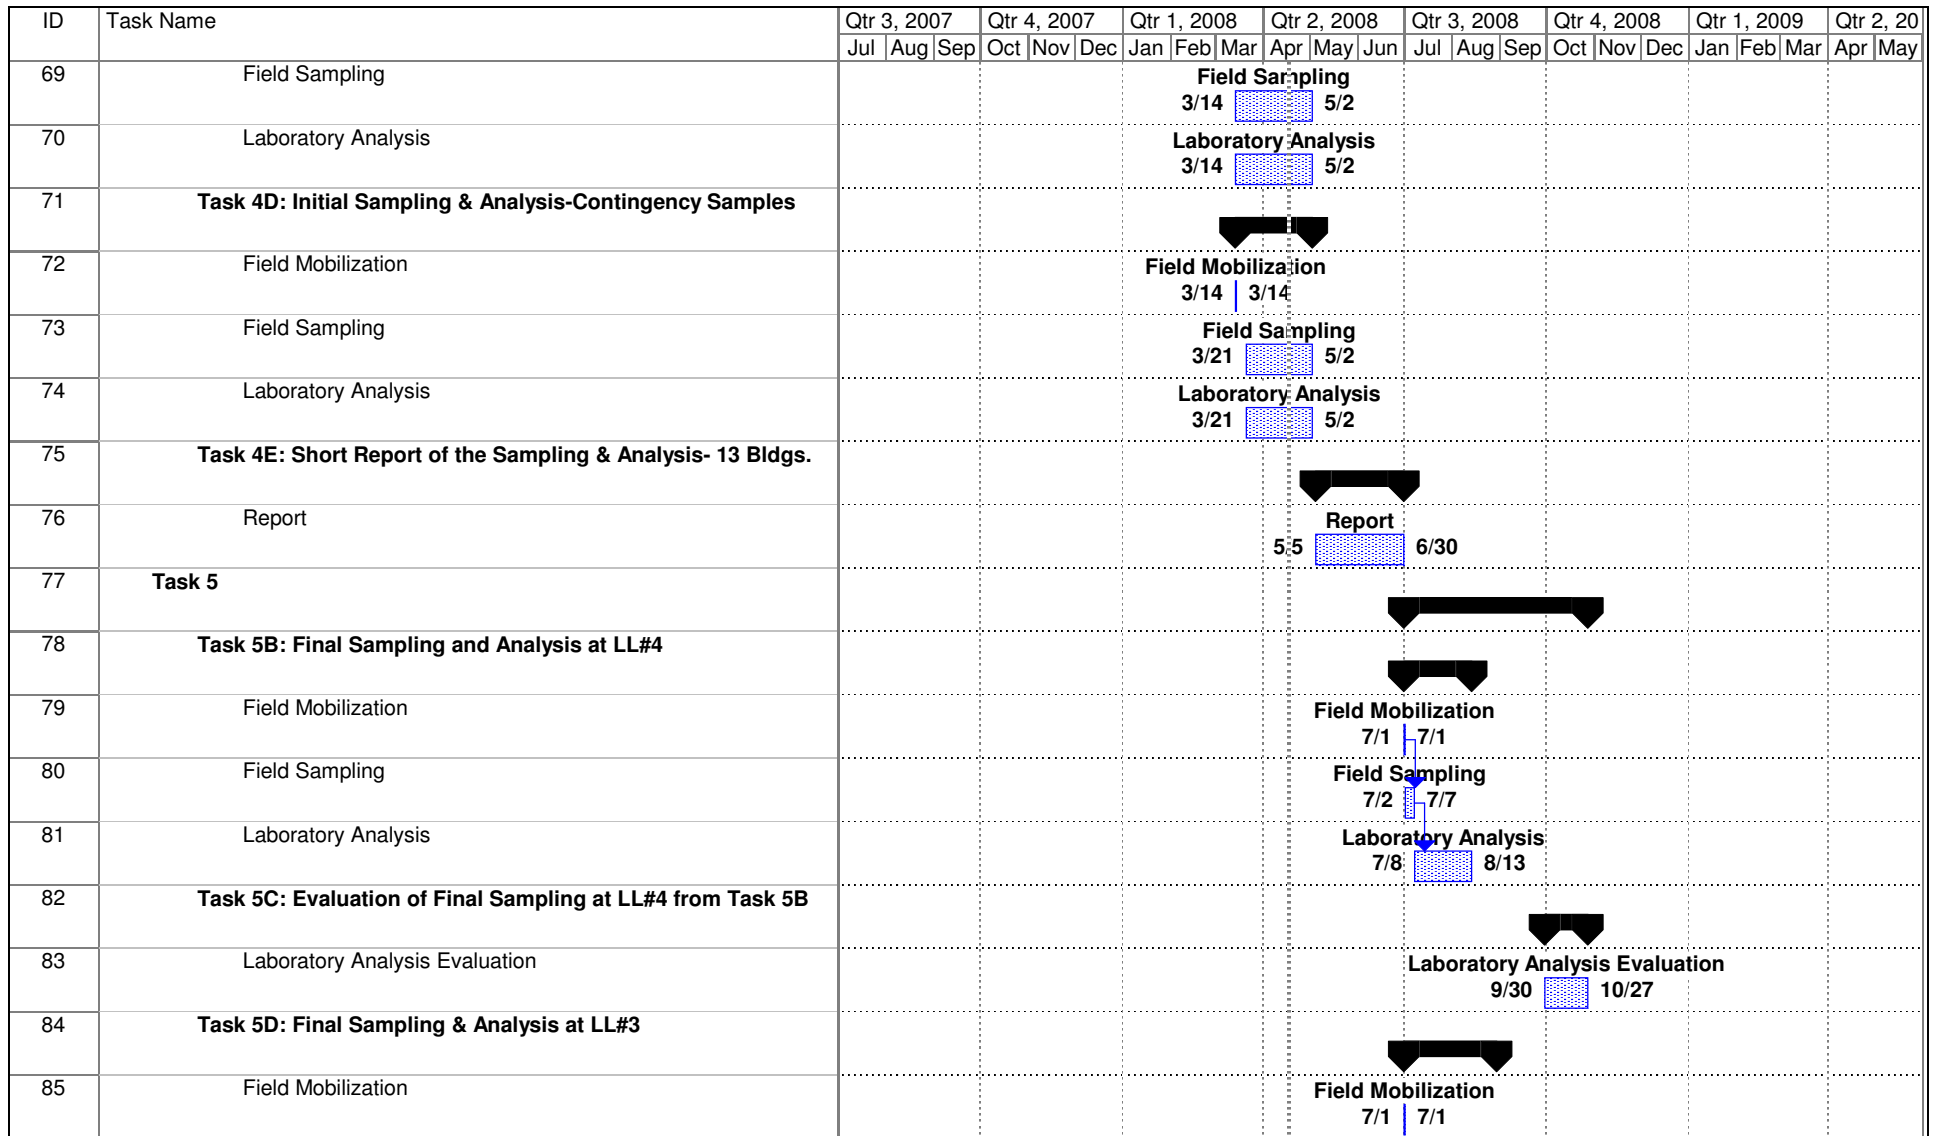 ID Task Name Qtr 3, 2007 Qtr 4, 2007 Qtr 1, 2008 Qtr 2, 2008 Qtr 3, 2008 Qtr 4, 2008 Qtr 1, 2009 Qtr 2, 20
Jul Aug Sep Oct Nov Dec Jan Feb Mar Apr May Jun Jul Aug Sep Oct Nov Dec Jan Feb Mar Apr May
69 Field Sampling Field Sampling
3/14 5/2
70 Laboratory Analysis Laboratory Analysis
3/14 5/2
71 Task 4D: Initial Sampling & Analysis-Contingency Samples
72 Field Mobilization Field Mobilization
3/14 3/14
73 Field Sampling Field Sampling
3/21 5/2
74 Laboratory Analysis Laboratory Analysis
3/21 5/2
75 Task 4E: Short Report of the Sampling & Analysis- 13 Bldgs.
76 Report Report
5/5 6/30
77 Task 5
78 Task 5B: Final Sampling and Analysis at LL#4
79 Field Mobilization Field Mobilization
7/1 7/1
80 Field Sampling Field Sampling
7/2 7/7
81 Laboratory Analysis Laboratory Analysis
7/8 8/13
82 Task 5C: Evaluation of Final Sampling at LL#4 from Task 5B
83 Laboratory Analysis Evaluation Laboratory Analysis Evaluation
9/30 10/27
84 Task 5D: Final Sampling & Analysis at LL#3
85 Field Mobilization Field Mobilization
7/1 7/1